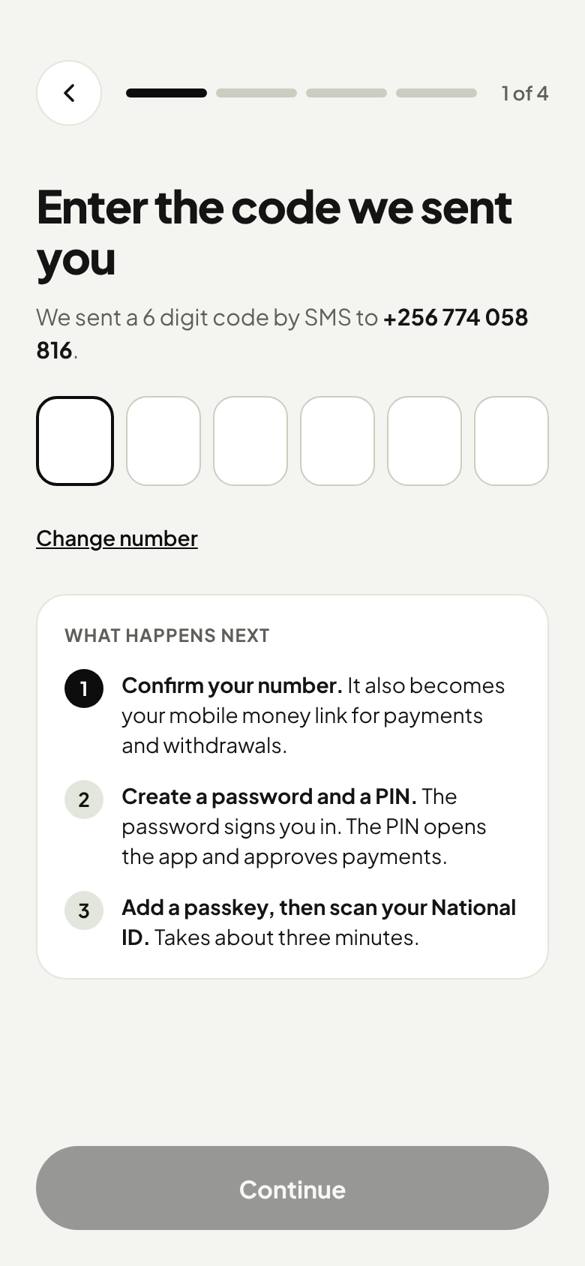 1 of 4
Enter the code we sent
you
We sent a 6 digit code by SMS to +256 774 058
816.
Change number
WHAT HAPPENS NEXT
1 Confirm your number. It also becomes
your mobile money link for payments
and withdrawals.
2 Create a password and a PIN. The
password signs you in. The PIN opens
the app and approves payments.
3 Add a passkey, then scan your National
ID. Takes about three minutes.
Continue